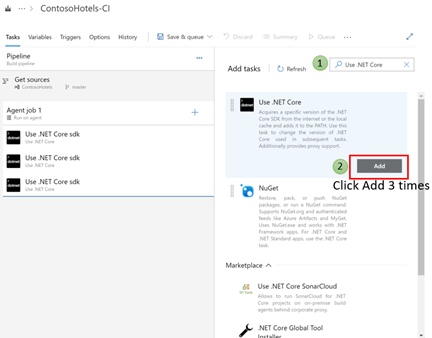 ContosoHotels-CI
Tasks Variables Triggers Options History
Save & queue Discard Summary Queue
Pipeline
Build pipeline
Get sources
ContosoHotels master
Agent job 1
Run on agent
Use .NET Core sdk
Use .NET Core
Use .NET Core sdk
Use .NET Core
Use .NET Core sdk
Use .NET Core
Add tasks Refresh
1
Use .NET Core
dotnet
Use .NET Core
Acquires a specific version of the .NET
Core SDK from the internet or the local
cache and adds it to the PATH. Use this
task to change the version of .NET
Core used in subsequent tasks.
Additionally provides proxy support.
2
Add
Click Add 3 times
NuGet
Restore, pack, or push NuGet
packages, or run a NuGet command.
Supports NuGet.org and authenticated
feeds like Azure Artifacts and MyGet.
Uses NuGet.exe and works with .NET
Framework apps. For .NET Core and
.NET Standard apps, use the .NET Core
task.
Marketplace
Use .NET Core SonarCloud
Allows to run SonarCloud for .NET
Core projects on on-premise build
agents behind corporate proxy.
.NET Core Global Tool
Installer